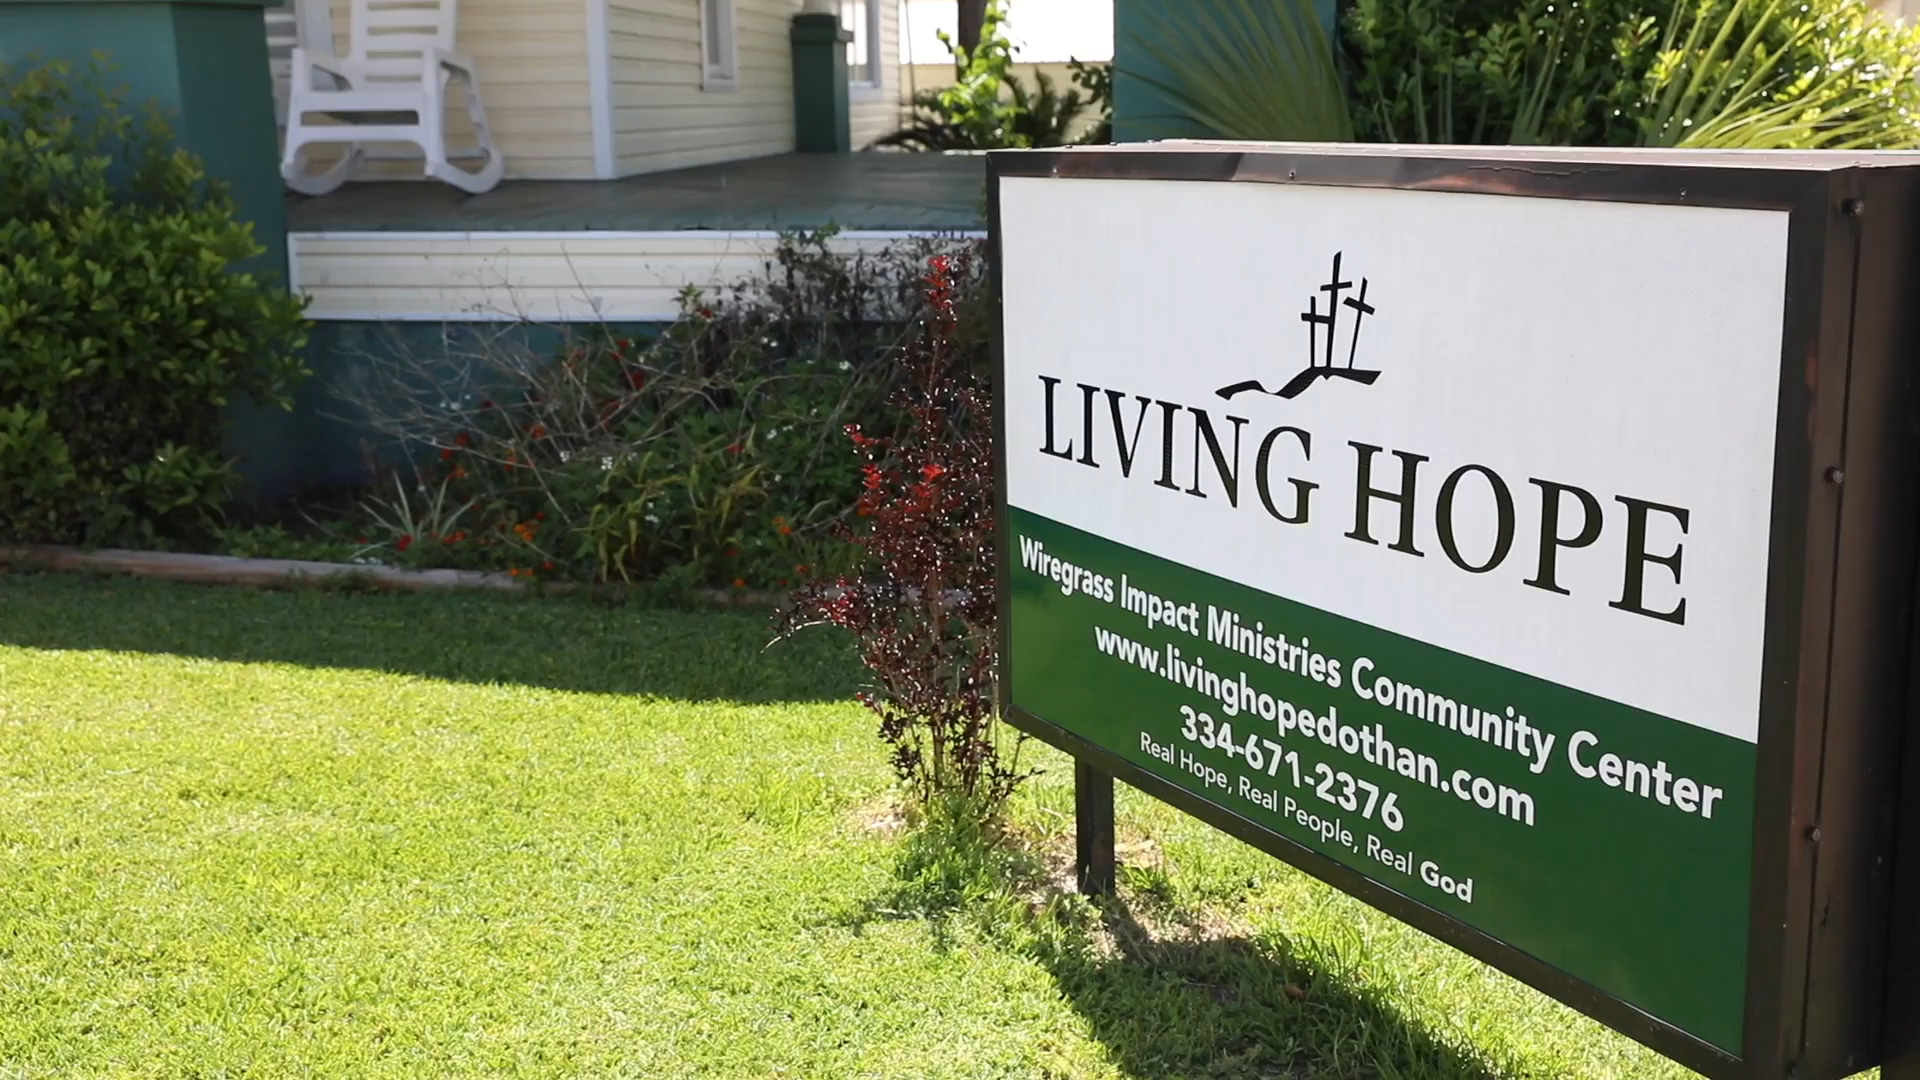 LIVING HOPE
Wiregrass Impact Ministries Community Center
www.livinghopedothan.com
334-671-2376
Real Hope, Real People, Real God